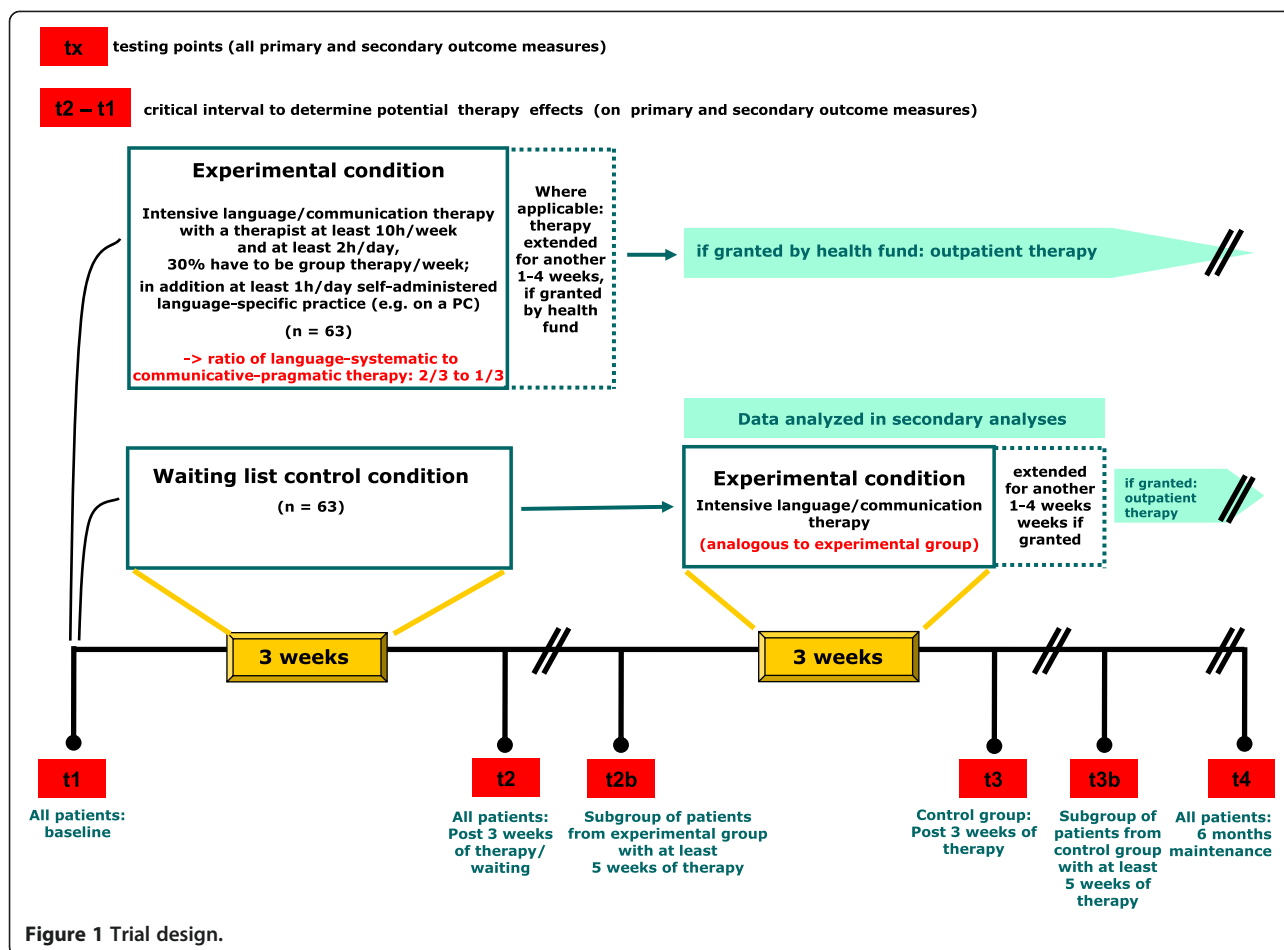 tx testing points (all primary and secondary outcome measures)
t2 – t1 critical interval to determine potential therapy effects (on primary and secondary outcome measures)
Experimental condition
Intensive language/communication therapy
with a therapist at least 10h/week
and at least 2h/day,
30% have to be group therapy/week;
in addition at least 1h/day self-administered
language-specific practice (e.g. on a PC)
(n = 63)
-> ratio of language-systematic to
communicative-pragmatic therapy: 2/3 to 1/3
Where
applicable:
therapy
extended
for another
1-4 weeks,
if granted
by health
fund
if granted by health fund: outpatient therapy
Waiting list control condition
(n = 63)
Data analyzed in secondary analyses
Experimental condition
Intensive language/communication
therapy
(analogous to experimental group)
extended
for another
1-4 weeks
weeks if
granted
if granted:
outpatient
therapy
3 weeks
3 weeks
t1
All patients:
baseline
t2
All patients:
Post 3 weeks
of therapy/
waiting
t2b
Subgroup of patients
from experimental group
with at least
5 weeks of therapy
t3
Control group:
Post 3 weeks of
therapy
t3b
Subgroup of
patients from
control group
with at least
5 weeks of
therapy
t4
All patients:
6 months
maintenance
Figure 1 Trial design.